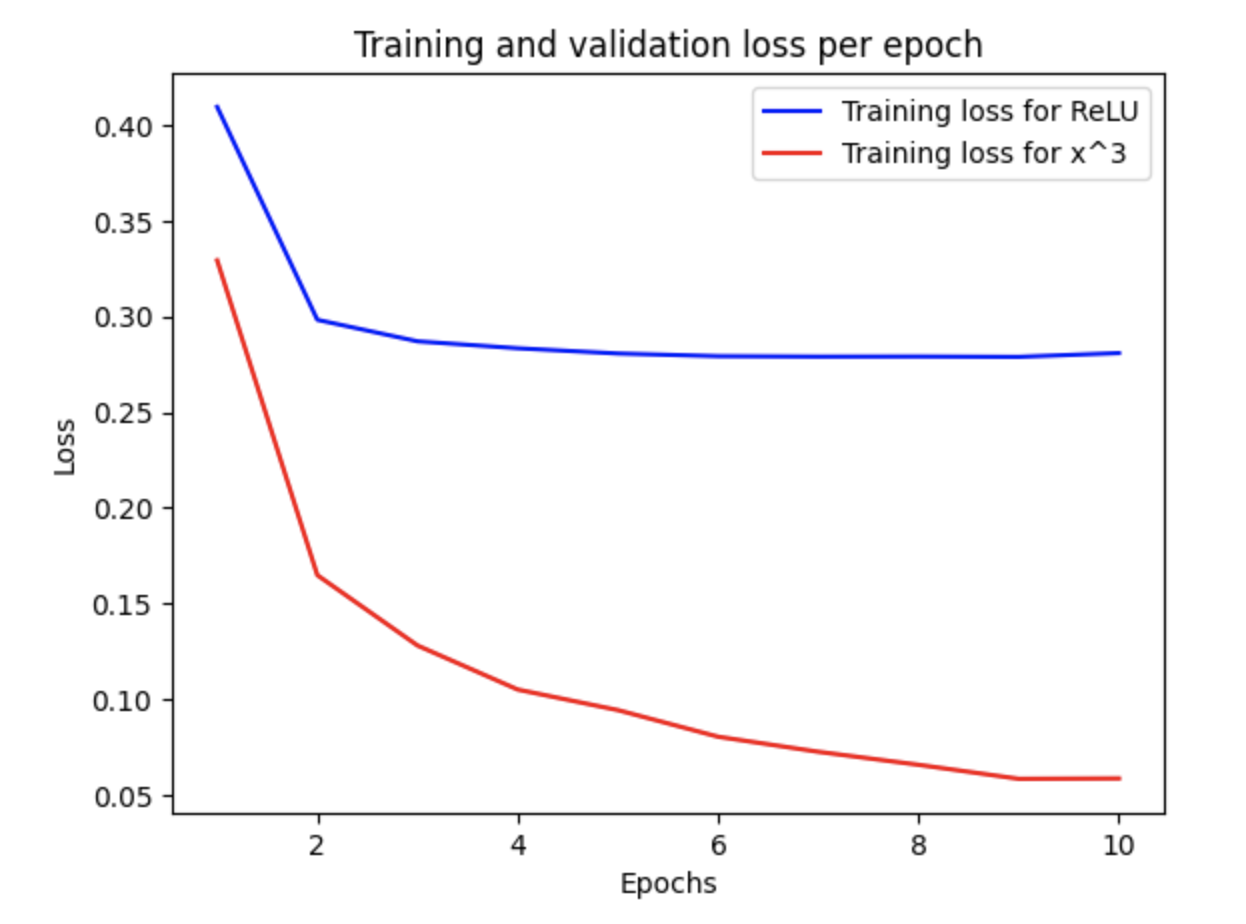 Training and validation loss per epoch
Training loss for ReLU
Training loss for x^3
0.40
0.35
0.30
0.25
0.20
0.15
0.10
0.05
Loss
2 4 6 8 10
Epochs